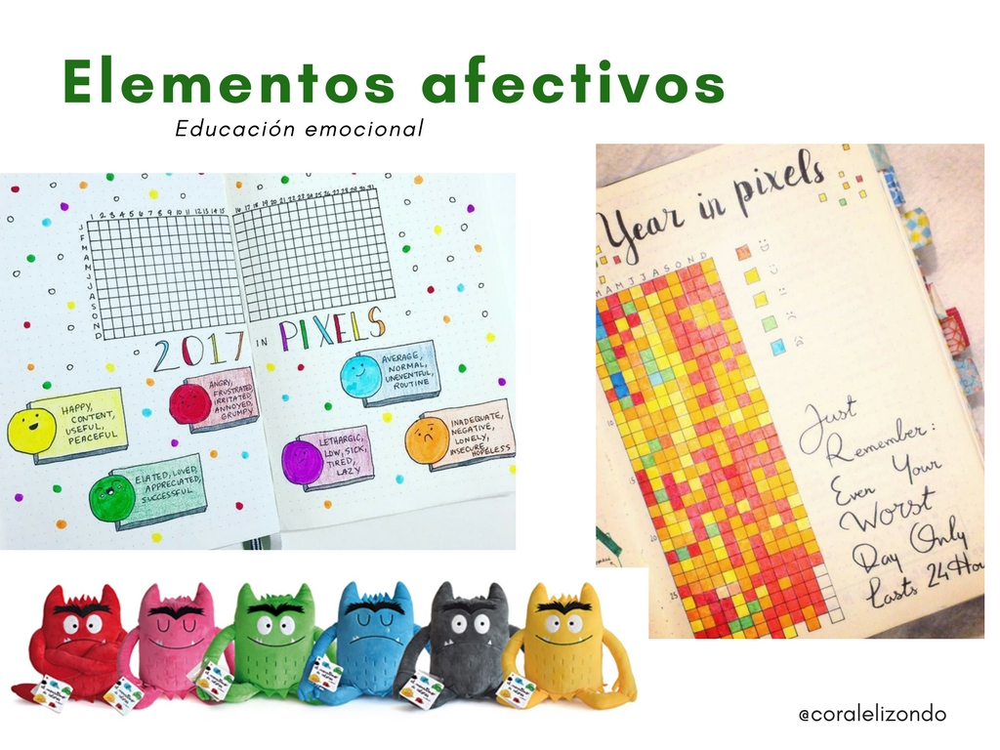 Elementos afectivos
Educación emocional
1 2 3 4 5 6 7 8 9 10 11 12 13 14 15
16 17 18 19 20 21 22 23 24 25 26 27 28 29 30 31
J
F
M
A
M
J
J
A
S
O
N
D
2017 IN PIXELS
HAPPY,
CONTENT,
USEFUL,
PEACEFUL
ANGRY,
FRUSTRATED,
IRRITATED,
ANNOYED,
GRUMPY
AVERAGE,
NORMAL,
UNEVENTFUL,
ROUTINE
ELATED, LOVED,
APPRECIATED,
SUCCESSFUL
LETHARGIC,
LOW, SICK,
TIRED,
LAZY
INADEQUATE,
NEGATIVE,
LONELY,
INSECURE,
HOPELESS
Year in pixels
M A M J J A S O N D
:D
:)
:|
:(
10
15
20
25
Just
Remember:
Even Your
Worst
Day Only
Lasts 24 Hou
@coralelizondo